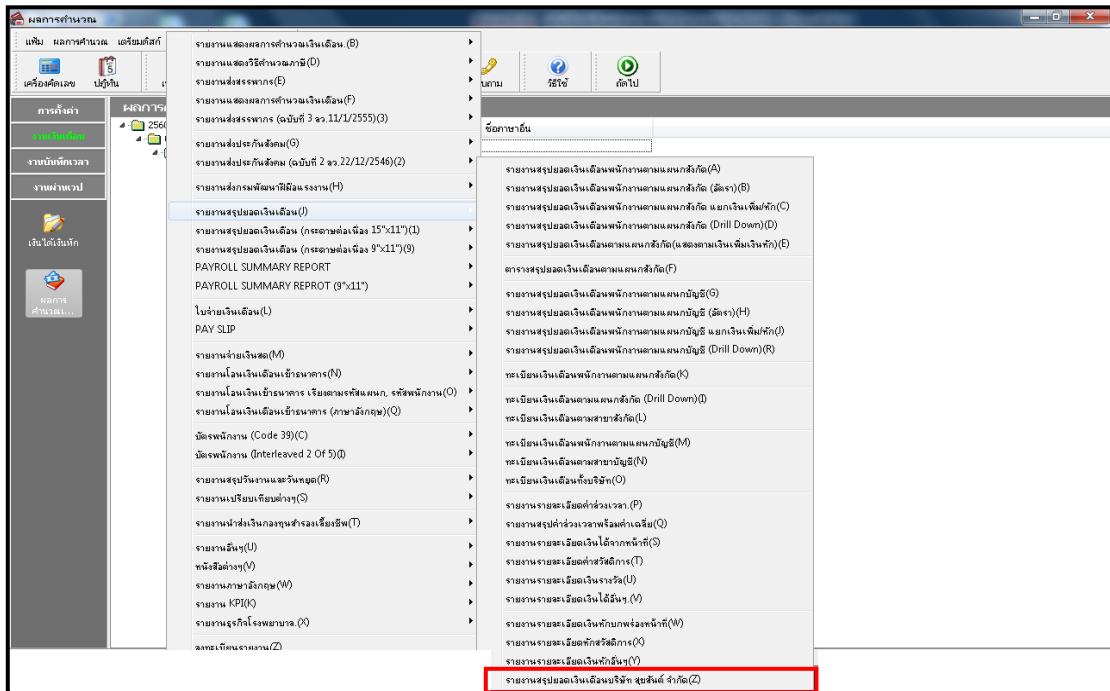 ผลการคำนวณ
แฟ้ม ผลการคำนวณ เตรียมดิสก์
เครื่องคิดเลข ปฏิทิน
วิธีใช้ ถัดไป
การตั้งค่า
งานเงินเดือน
งานบันทึกเวลา
งานผ่านเวป
เงินได้เงินหัก
ผลการ
คำนวณ...
ชื่อภาษาอื่น
รายงานแสดงผลการคำนวณเงินเดือน.(B)
รายงานแสดงวิธีคำนวณภาษี(D)
รายงานส่งสรรพากร(E)
รายงานแสดงผลการคำนวณเงินเดือน(F)
รายงานส่งสรรพากร (ฉบับที่ 3 ลว.11/1/2555)(3)
รายงานส่งประกันสังคม(G)
รายงานส่งประกันสังคม (ฉบับที่ 2 ลว.22/12/2546)(2)
รายงานส่งกรมพัฒนาฝีมือแรงงาน(H)
รายงานสรุปยอดเงินเดือน(J)
รายงานสรุปยอดเงินเดือน (กระดาษต่อเนื่อง 15"x11")(1)
รายงานสรุปยอดเงินเดือน (กระดาษต่อเนื่อง 9"x11")(9)
PAYROLL SUMMARY REPORT
PAYROLL SUMMARY REPROT (9"x11")
ใบจ่ายเงินเดือน(L)
PAY SLIP
รายงานจ่ายเงินสด(M)
รายงานโอนเงินเดือนเข้าธนาคาร(N)
รายงานโอนเงินเข้าธนาคาร เรียงตามรหัสแผนก, รหัสพนักงาน(O)
รายงานโอนเงินเดือนเข้าธนาคาร (ภาษาอังกฤษ)(Q)
บัตรพนักงาน (Code 39)(C)
บัตรพนักงาน (Interleaved 2 Of 5)(I)
รายงานสรุปวันงานและวันหยุด(R)
รายงานเปรียบเทียบต่างๆ(S)
รายงานนำส่งเงินกองทุนสำรองเลี้ยงชีพ(T)
รายงานอื่นๆ(U)
หนังสือต่างๆ(V)
รายงานภาษาอังกฤษ(W)
รายงาน KPI(K)
รายงานธุรกิจโรงพยาบาล.(X)
ลงทะเบียนรายงาน(Z)
รายงานสรุปยอดเงินเดือนพนักงานตามแผนกสังกัด(A)
รายงานสรุปยอดเงินเดือนพนักงานตามแผนกสังกัด (อัตรา)(B)
รายงานสรุปยอดเงินเดือนพนักงานตามแผนกสังกัด แยกเงินเพิ่ม/หัก(C)
รายงานสรุปยอดเงินเดือนพนักงานตามแผนกสังกัด (Drill Down)(D)
รายงานสรุปยอดเงินเดือนตามแผนกสังกัด(แสดงตามเงินเพิ่มเงินหัก)(E)
ตารางสรุปยอดเงินเดือนตามแผนกสังกัด(F)
รายงานสรุปยอดเงินเดือนพนักงานตามแผนกบัญชี(G)
รายงานสรุปยอดเงินเดือนพนักงานตามแผนกบัญชี (อัตรา)(H)
รายงานสรุปยอดเงินเดือนพนักงานตามแผนกบัญชี แยกเงินเพิ่ม/หัก(J)
รายงานสรุปยอดเงินเดือนพนักงานตามแผนกบัญชี (Drill Down)(R)
ทะเบียนเงินเดือนพนักงานตามแผนกสังกัด(K)
ทะเบียนเงินเดือนตามแผนกสังกัด (Drill Down)(I)
ทะเบียนเงินเดือนตามสาขาสังกัด(L)
ทะเบียนเงินเดือนพนักงานตามแผนกบัญชี(M)
ทะเบียนเงินเดือนตามสาขาบัญชี(N)
ทะเบียนเงินเดือนทั้งบริษัท(O)
รายงานรายละเอียดค่าล่วงเวลา.(P)
รายงานสรุปค่าล่วงเวลาพร้อมค่าเฉลี่ย(Q)
รายงานรายละเอียดเงินได้จากหน้าที่(S)
รายงานรายละเอียดค่าสวัสดิการ(T)
รายงานรายละเอียดเงินรางวัล(U)
รายงานรายละเอียดเงินได้อื่นๆ.(V)
รายงานรายละเอียดเงินหักบกพร่องหน้าที่(W)
รายงานรายละเอียดหักสวัสดิการ(X)
รายงานรายละเอียดเงินหักอื่นๆ(Y)
รายงานสรุปยอดเงินเดือนบริษัท สุขสันต์ จำกัด(Z)